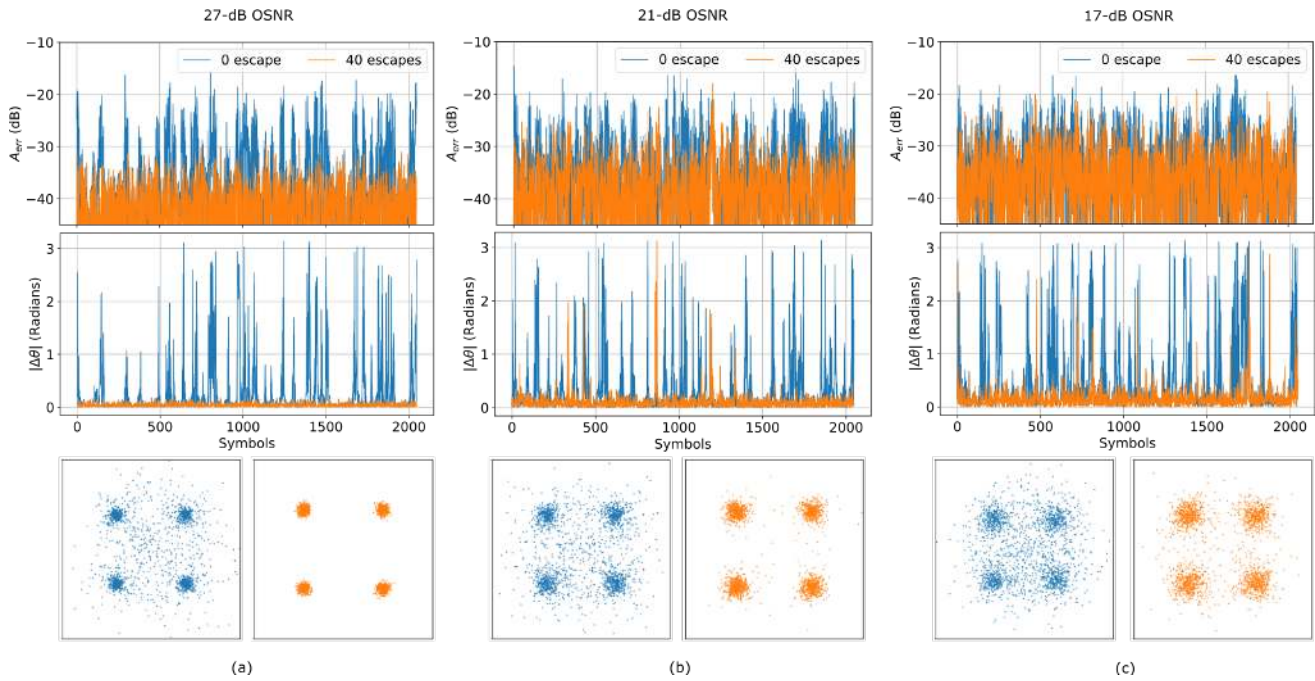 27-dB OSNR
21-dB OSNR
17-dB OSNR
−10
−20
−30
−40
A_err (dB)
0 escape
40 escapes
3
2
1
0
|Δθ| (Radians)
0
500
1000
1500
2000
Symbols
−10
−20
−30
−40
A_err (dB)
0 escape
40 escapes
3
2
1
0
|Δθ| (Radians)
0
500
1000
1500
2000
Symbols
−10
−20
−30
−40
A_err (dB)
0 escape
40 escapes
3
2
1
0
|Δθ| (Radians)
0
500
1000
1500
2000
Symbols
(a)
(b)
(c)